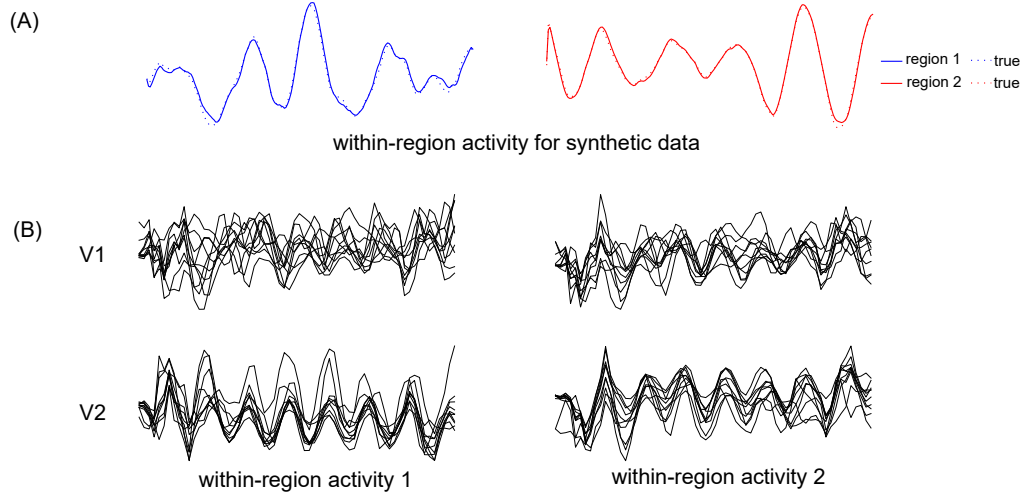 (A)
region 1 true
region 2 true
within-region activity for synthetic data
(B)
V1
V2
within-region activity 1
within-region activity 2